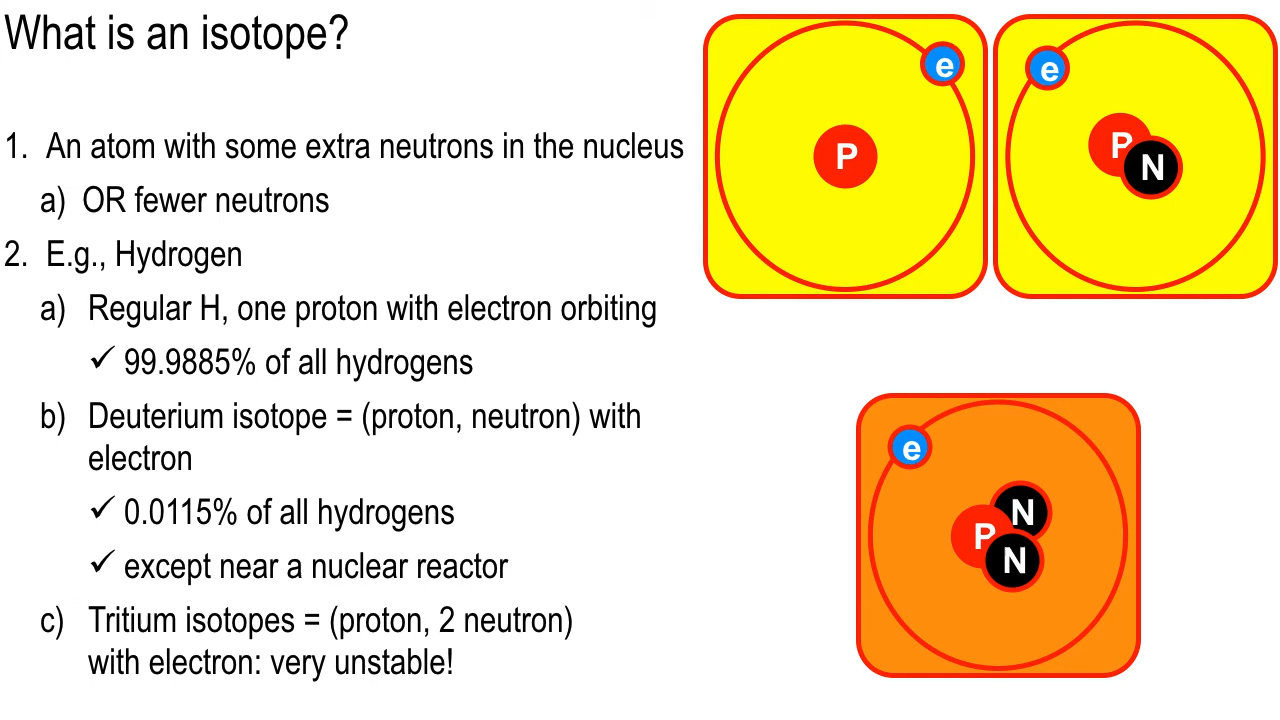 What is an isotope?
1. An atom with some extra neutrons in the nucleus
a) OR fewer neutrons
2. E.g., Hydrogen
a) Regular H, one proton with electron orbiting
✓ 99.9885% of all hydrogens
b) Deuterium isotope = (proton, neutron) with
electron
✓ 0.0115% of all hydrogens
✓ except near a nuclear reactor
c) Tritium isotopes = (proton, 2 neutron)
with electron: very unstable!
e
P
e
P
N
e
N
P
N